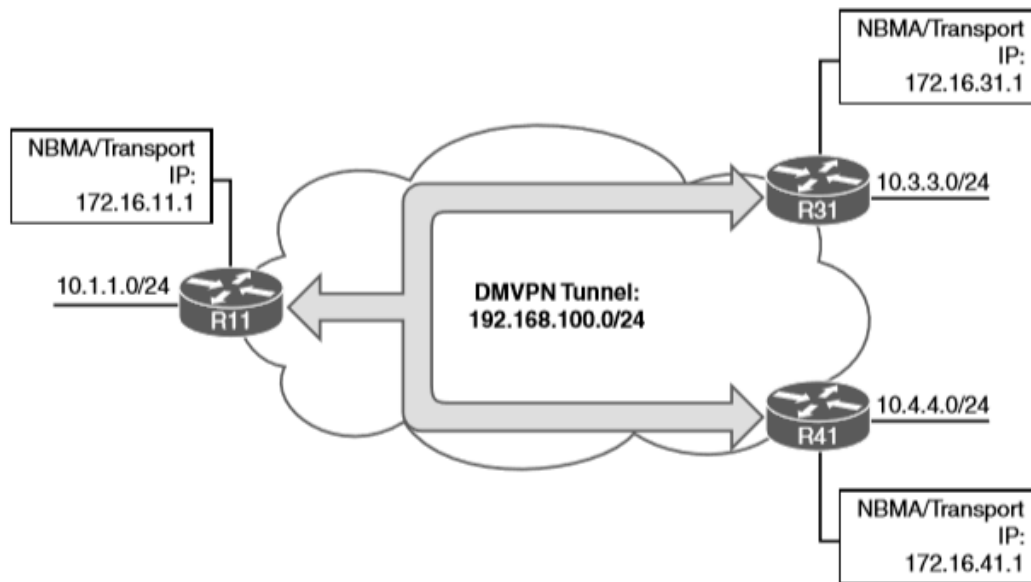 NBMA/Transport
IP:
172.16.31.1
NBMA/Transport
IP:
172.16.11.1
10.3.3.0/24
R31
10.1.1.0/24
R11
DMVPN Tunnel:
192.168.100.0/24
10.4.4.0/24
R41
NBMA/Transport
IP:
172.16.41.1